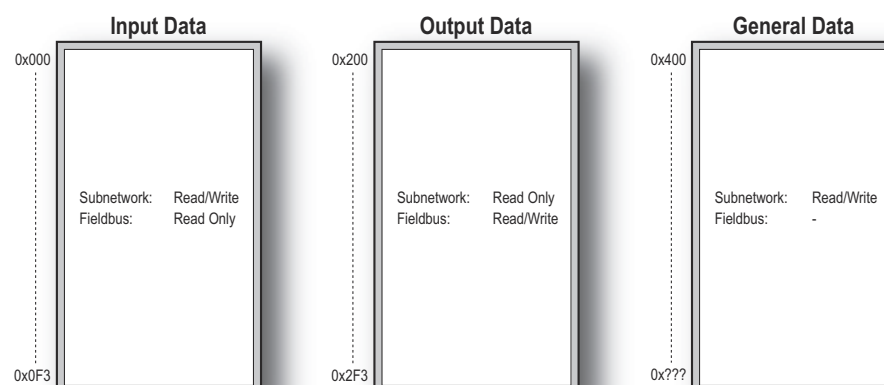 Input Data
0x000
Subnetwork: Read/Write
Fieldbus: Read Only
0x0F3
Output Data
0x200
Subnetwork: Read Only
Fieldbus: Read/Write
0x2F3
General Data
0x400
Subnetwork: Read/Write
Fieldbus: -
0x???